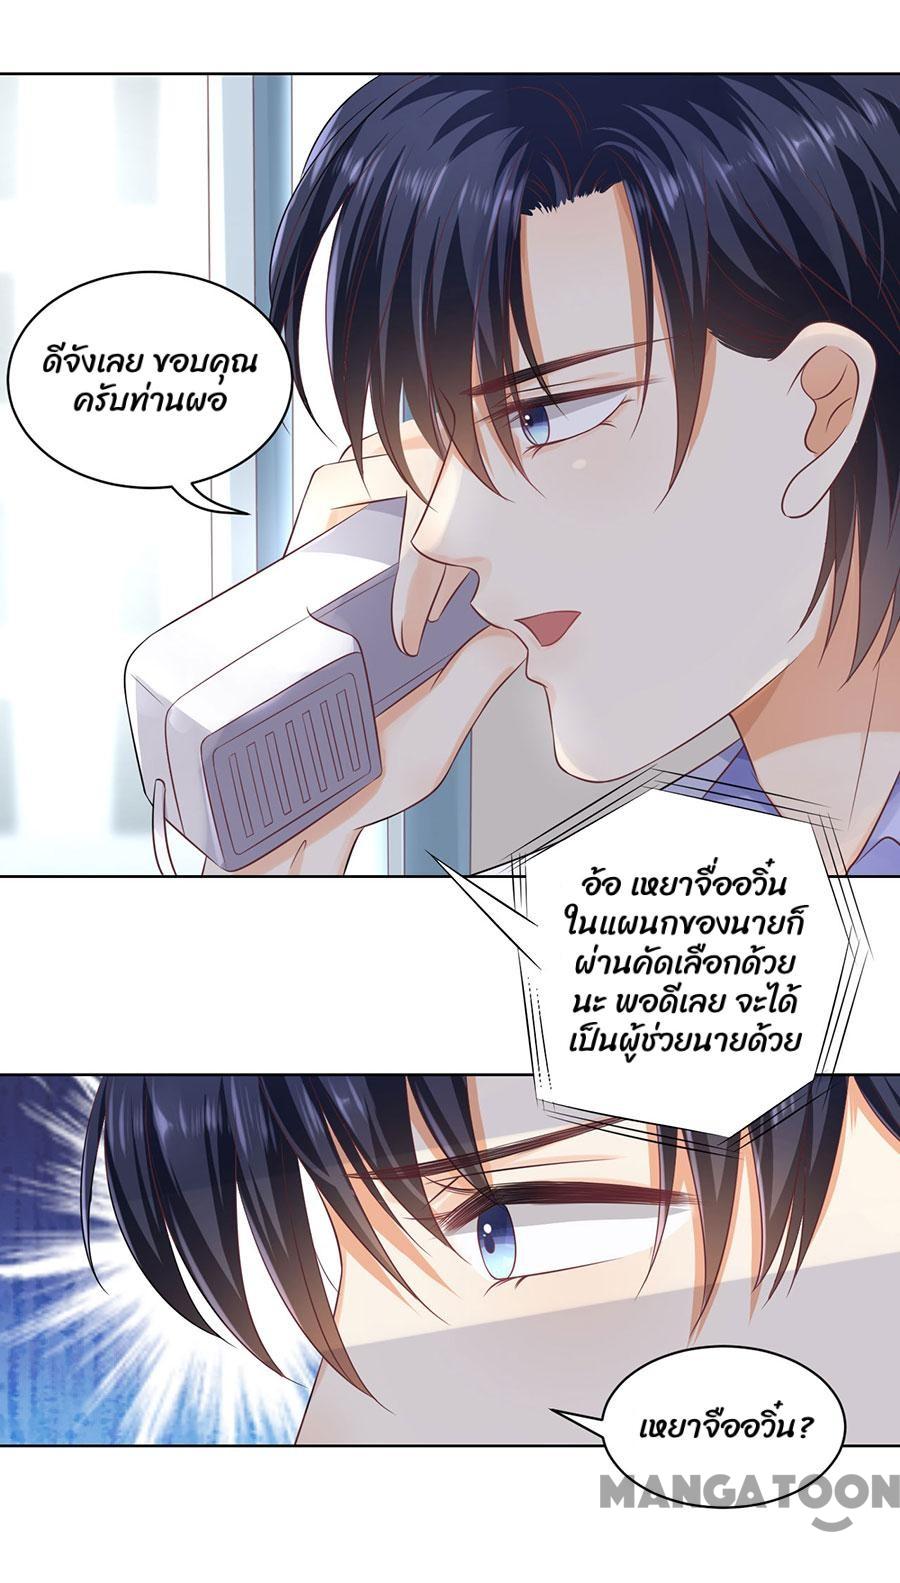 ดีจังเลย ขอบคุณ
ครับท่านผอ
อ้อ เหยาจื่ออวิ๋น
ในแผนกของนายก็
ผ่านคัดเลือกด้วย
นะ พอดีเลย จะได้
เป็นผู้ช่วยนายด้วย
เหยาจืออวิ๋น?
MANGATOON